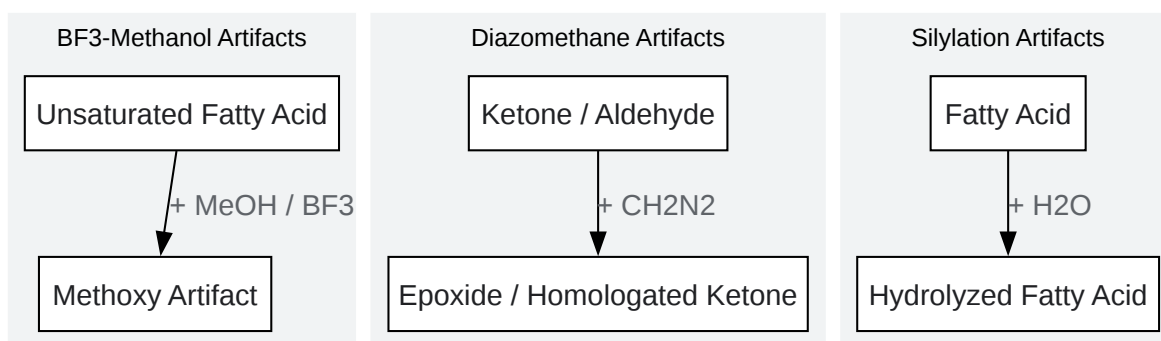 BF3-Methanol Artifacts
Unsaturated Fatty Acid
+ MeOH / BF3
Methoxy Artifact
Diazomethane Artifacts
Ketone / Aldehyde
+ CH2N2
Epoxide / Homologated Ketone
Silylation Artifacts
Fatty Acid
+ H2O
Hydrolyzed Fatty Acid